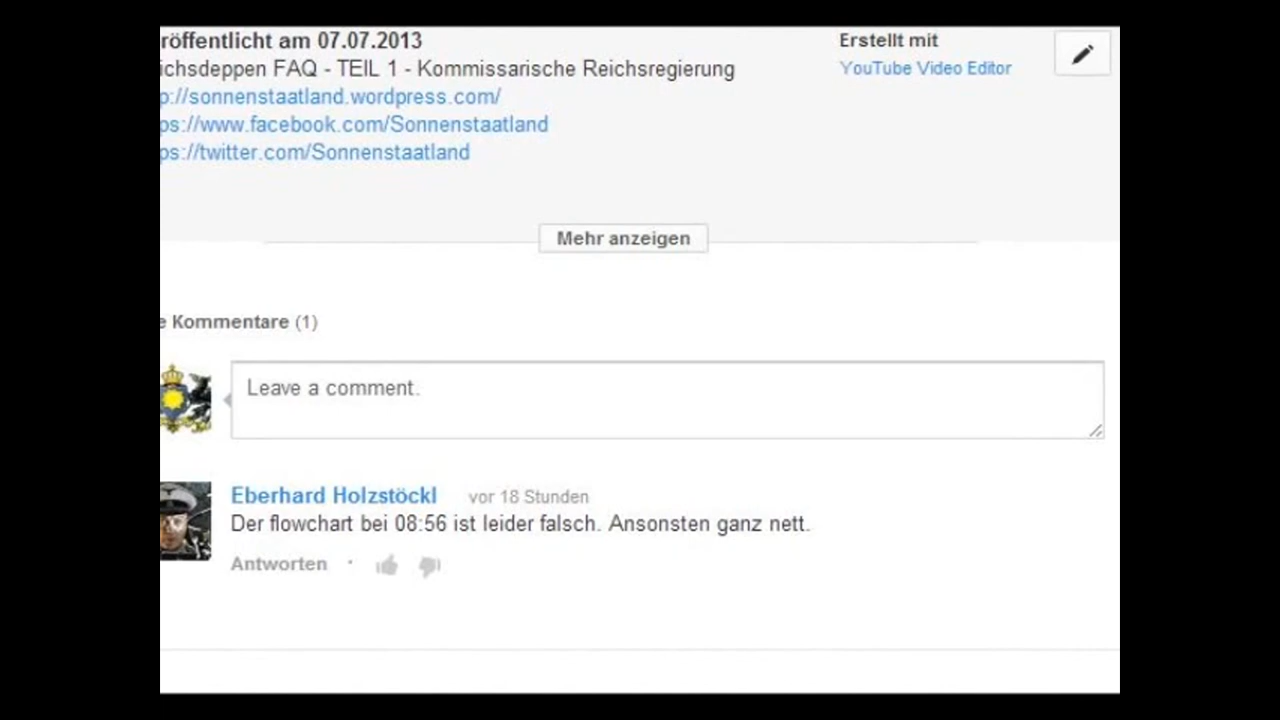 röffentlicht am 07.07.2013
Erstellt mit
ichsdeppen FAQ - TEIL 1 - Kommissarische Reichsregierung
YouTube Video Editor
p://sonnenstaatland.wordpress.com/
ps://www.facebook.com/Sonnenstaatland
ps://twitter.com/Sonnenstaatland
Mehr anzeigen
e Kommentare (1)
Leave a comment.
Eberhard Holzstöckl vor 18 Stunden
Der flowchart bei 08:56 ist leider falsch. Ansonsten ganz nett.
Antworten ·